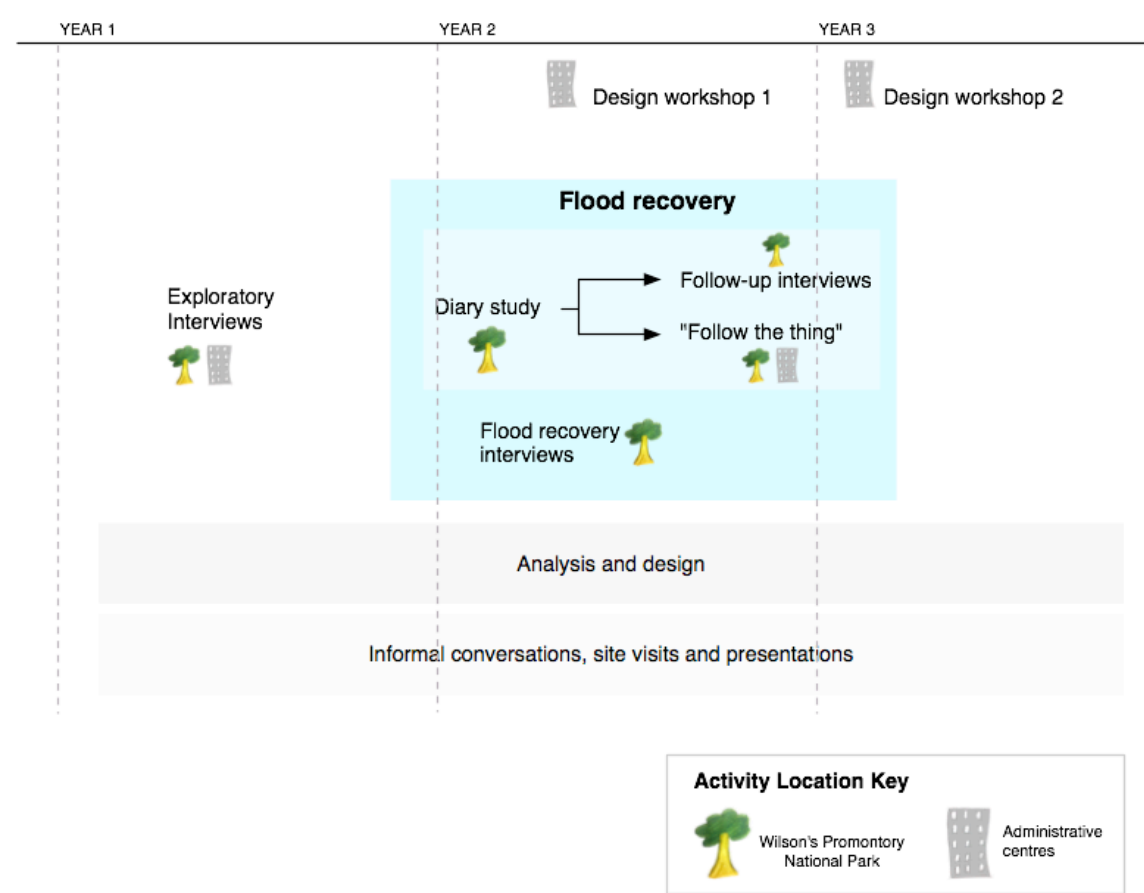 YEAR 1
YEAR 2
YEAR 3
Design workshop 1
Design workshop 2
Flood recovery
Exploratory
Interviews
Diary study
Follow-up interviews
"Follow the thing"
Flood recovery
interviews
Analysis and design
Informal conversations, site visits and presentations
Activity Location Key
Wilson's Promontory
National Park
Administrative
centres